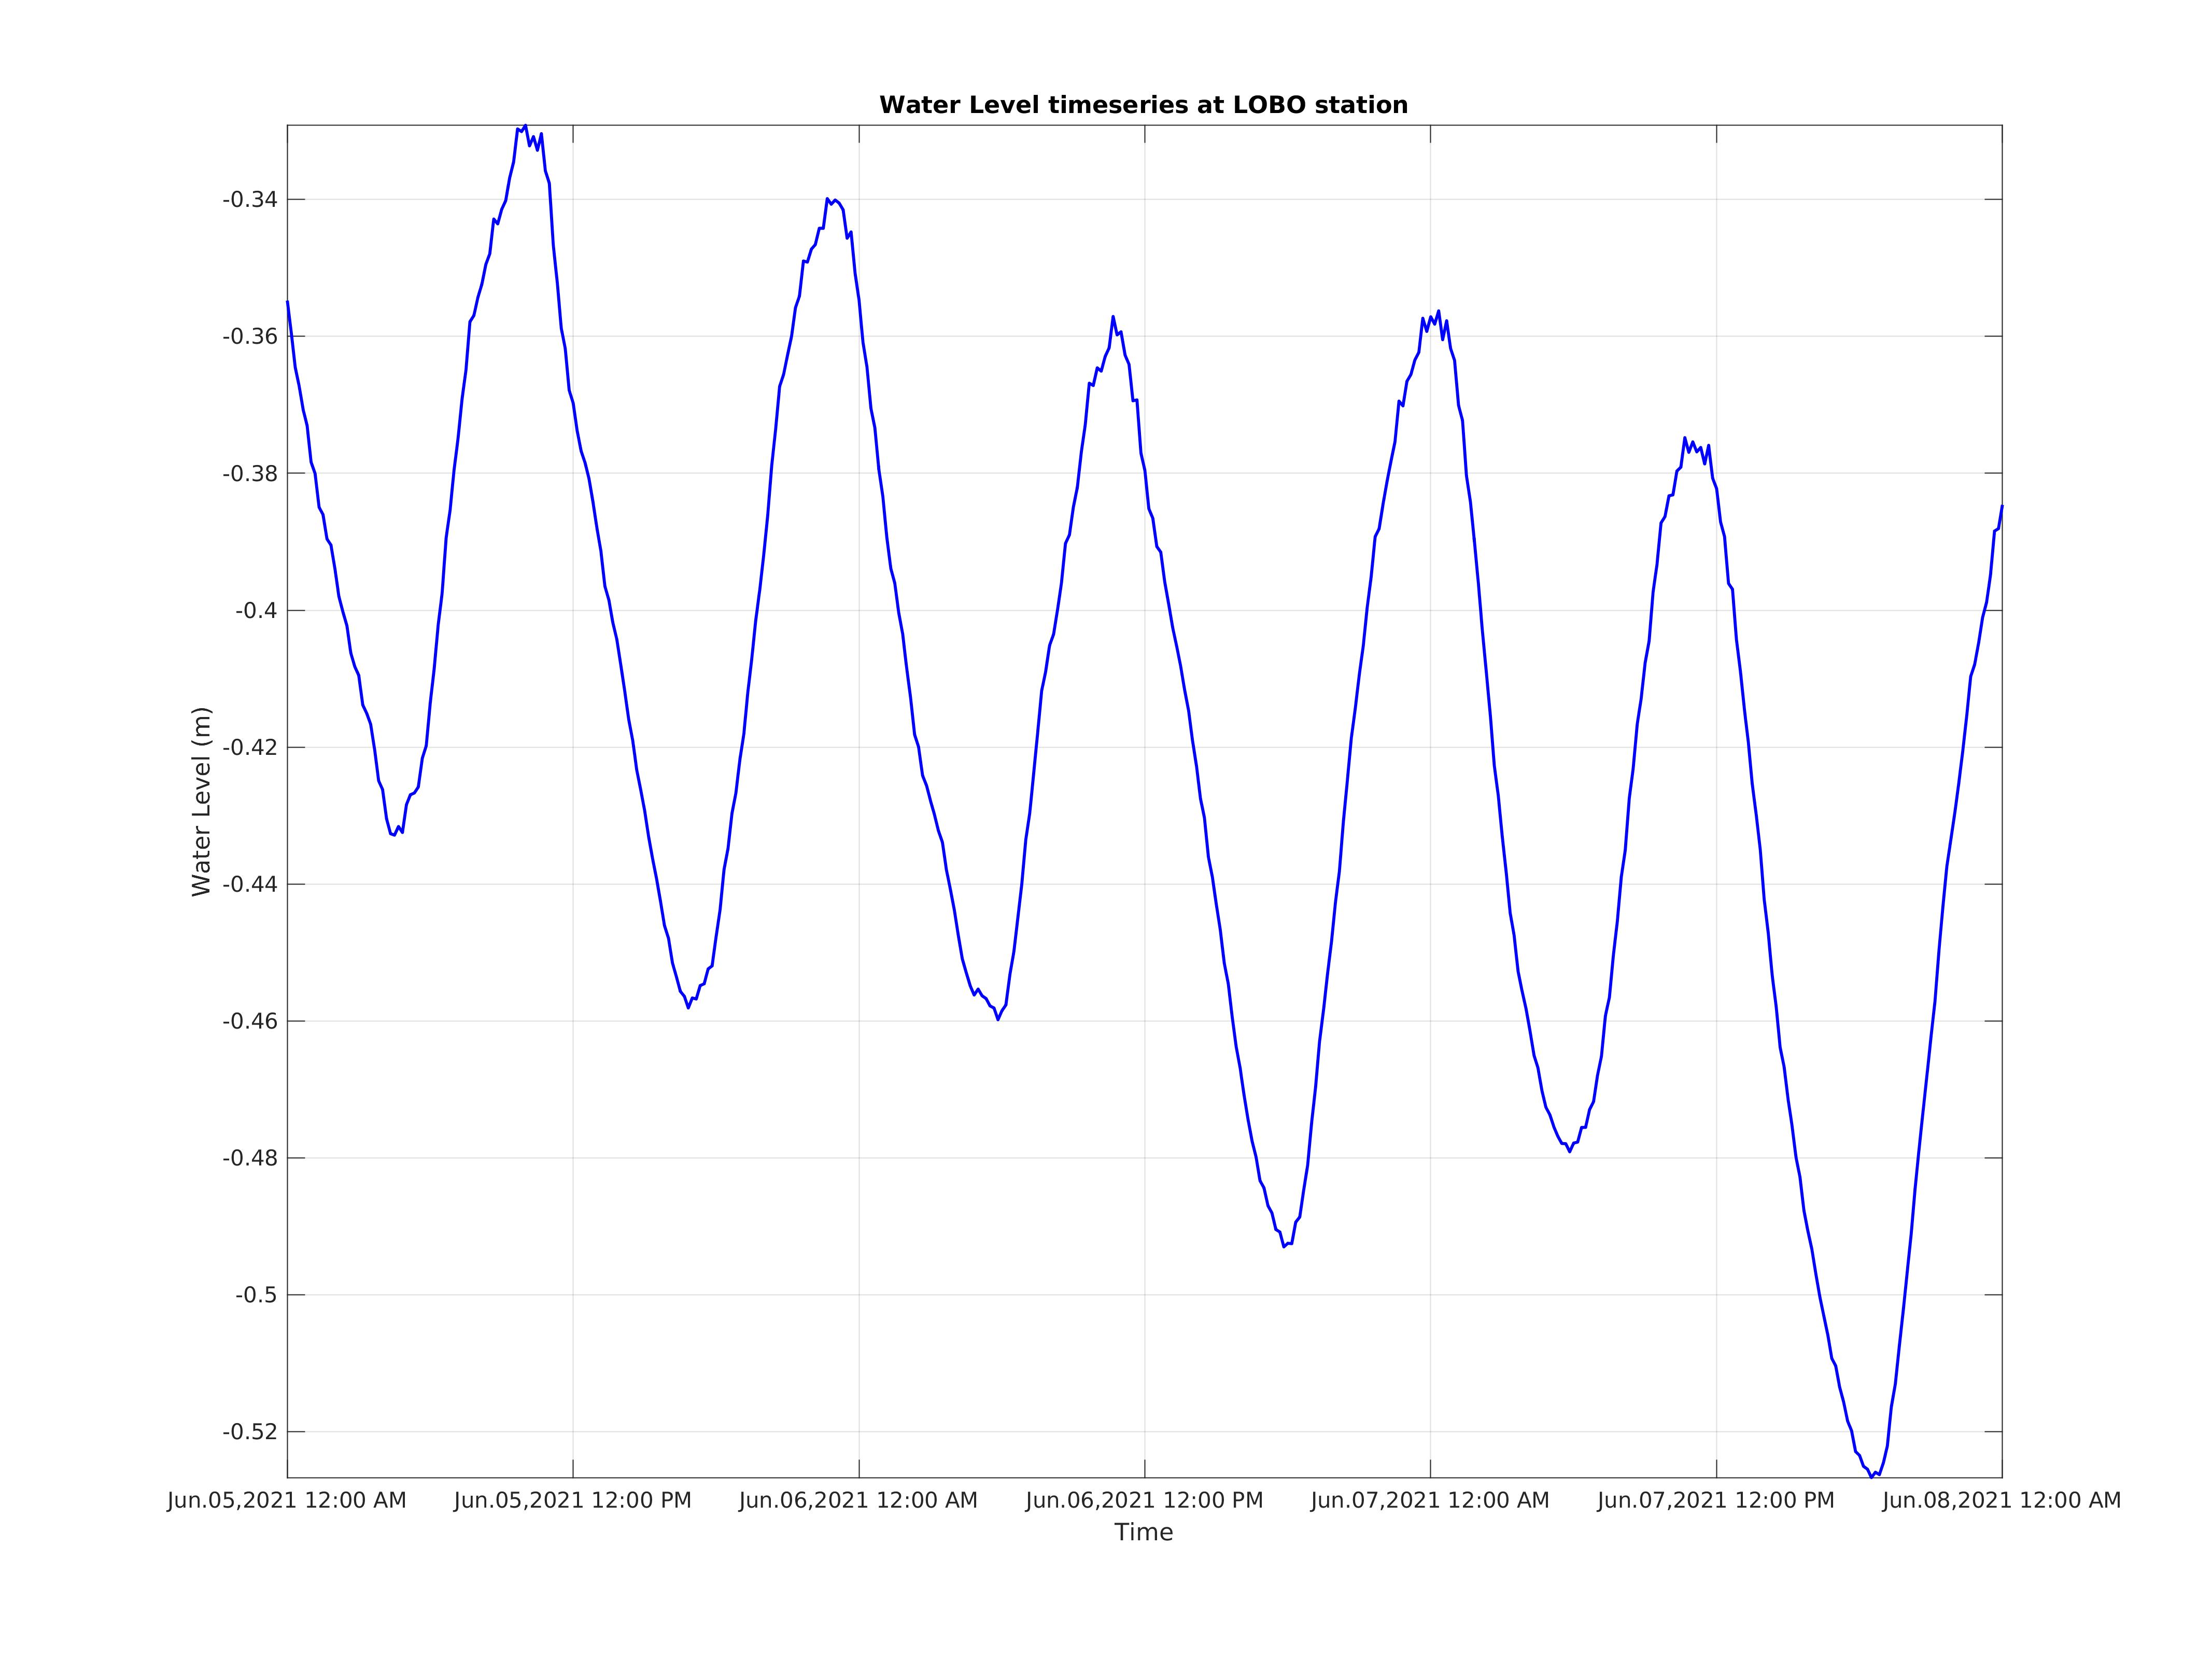 Water Level timeseries at LOBO station
-0.34
-0.36
-0.38
-0.4
-0.42
-0.44
-0.46
-0.48
-0.5
-0.52
Water Level (m)
Jun.05,2021 12:00 AM
Jun.05,2021 12:00 PM
Jun.06,2021 12:00 AM
Jun.06,2021 12:00 PM
Jun.07,2021 12:00 AM
Jun.07,2021 12:00 PM
Jun.08,2021 12:00 AM
Time